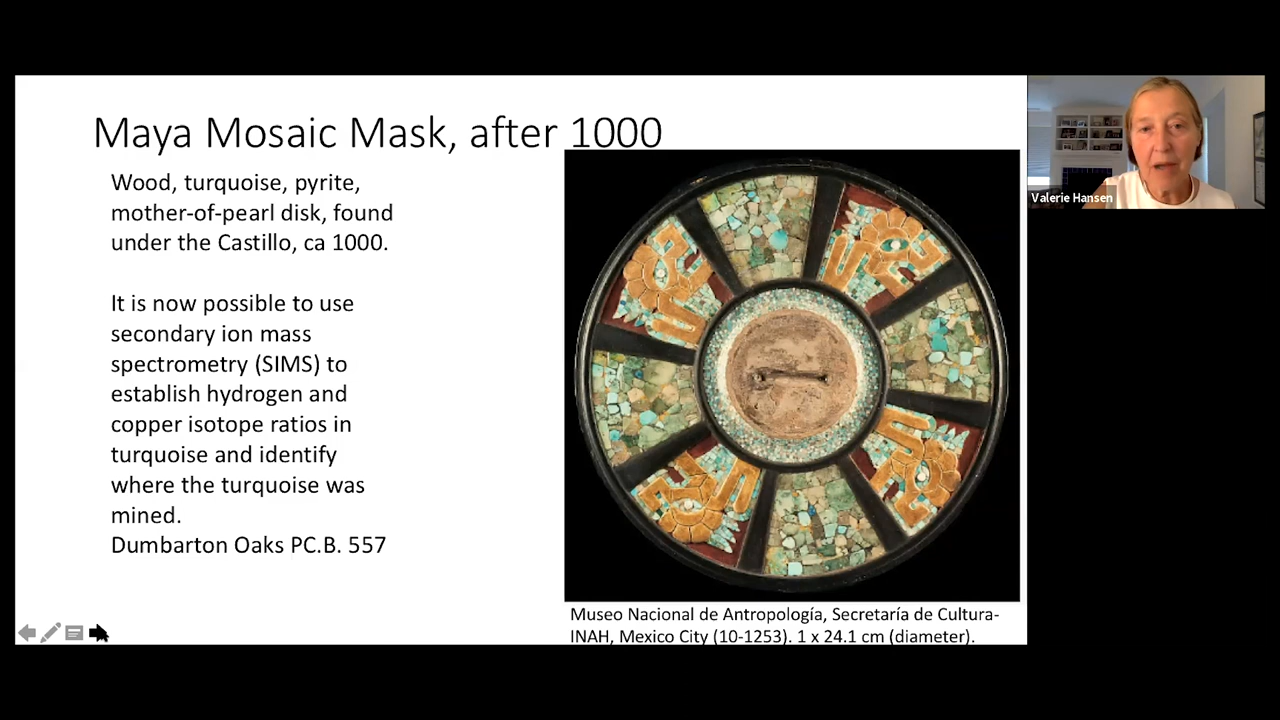 Maya Mosaic Mask, after 1000
Wood, turquoise, pyrite,
mother-of-pearl disk, found
under the Castillo, ca 1000.
It is now possible to use
secondary ion mass
spectrometry (SIMS) to
establish hydrogen and
copper isotope ratios in
turquoise and identify
where the turquoise was
mined.
Dumbarton Oaks PC.B. 557
Museo Nacional de Antropología, Secretaría de Cultura-
INAH, Mexico City (10-1253). 1 x 24.1 cm (diameter).
Valerie Hansen